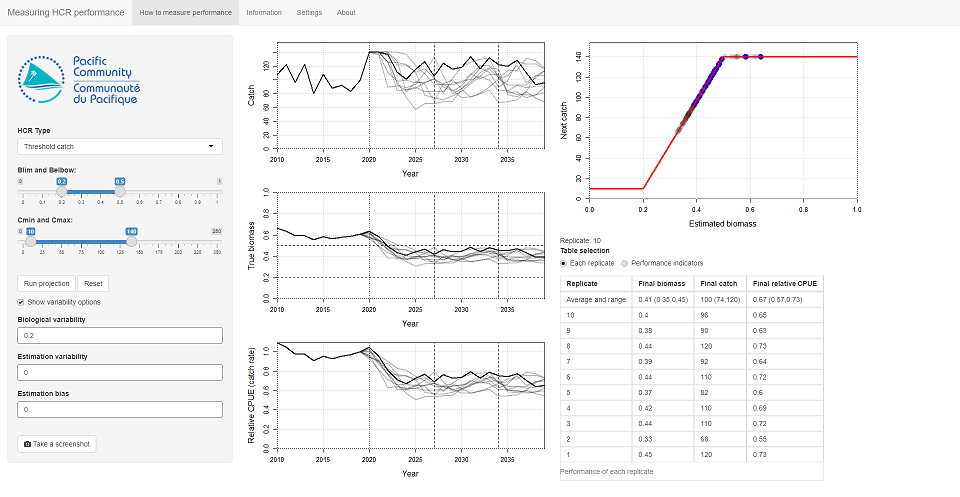 Measuring HCR performance
How to measure performance
Information
Settings
About
Pacific
Community
Communauté
du Pacifique
HCR Type
Threshold catch
Blim and Belbow:
0 0.2 0.5 1
0 0.1 0.2 0.3 0.4 0.5 0.6 0.7 0.8 0.9 1
Cmin and Cmax:
0 10 140 250
0 25 50 75 100 125 150 175 200 225 250
Run projection
Reset
Show variability options
Biological variability
0.2
Estimation variability
0
Estimation bias
0
Take a screenshot
Catch
0 20 40 60 80 120
2010 2015 2020 2025 2030 2035
Year
True biomass
0.0 0.2 0.4 0.6 0.8 1.0
2010 2015 2020 2025 2030 2035
Year
Relative CPUE (catch rate)
0.0 0.2 0.4 0.6 0.8 1.0
2010 2015 2020 2025 2030 2035
Year
Next catch
0 20 40 60 80 100 120 140
0.0 0.2 0.4 0.6 0.8 1.0
Estimated biomass
Replicate: 10
Table selection
Each replicate
Performance indicators
Replicate Final biomass Final catch Final relative CPUE
Average and range 0.41 (0.35,0.45) 100 (74,120) 0.67 (0.57,0.73)
10 0.4 96 0.65
9 0.38 90 0.63
8 0.44 120 0.73
7 0.39 92 0.64
6 0.44 110 0.72
5 0.37 82 0.6
4 0.42 110 0.69
3 0.44 110 0.72
2 0.33 68 0.55
1 0.45 120 0.73
Performance of each replicate